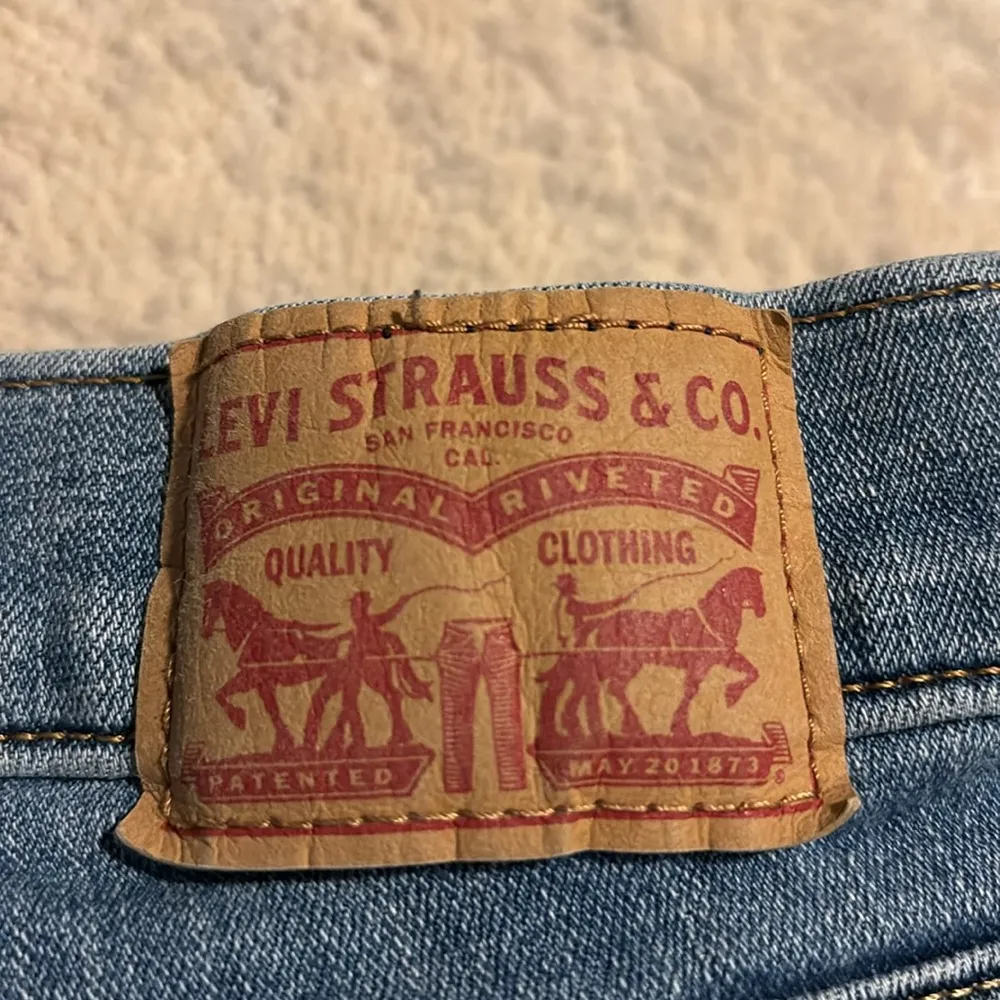 LEVI STRAUSS & CO.
SAN FRANCISCO
CAL.
ORIGINAL RIVETED
QUALITY CLOTHING
PATENTED MAY 20 1873